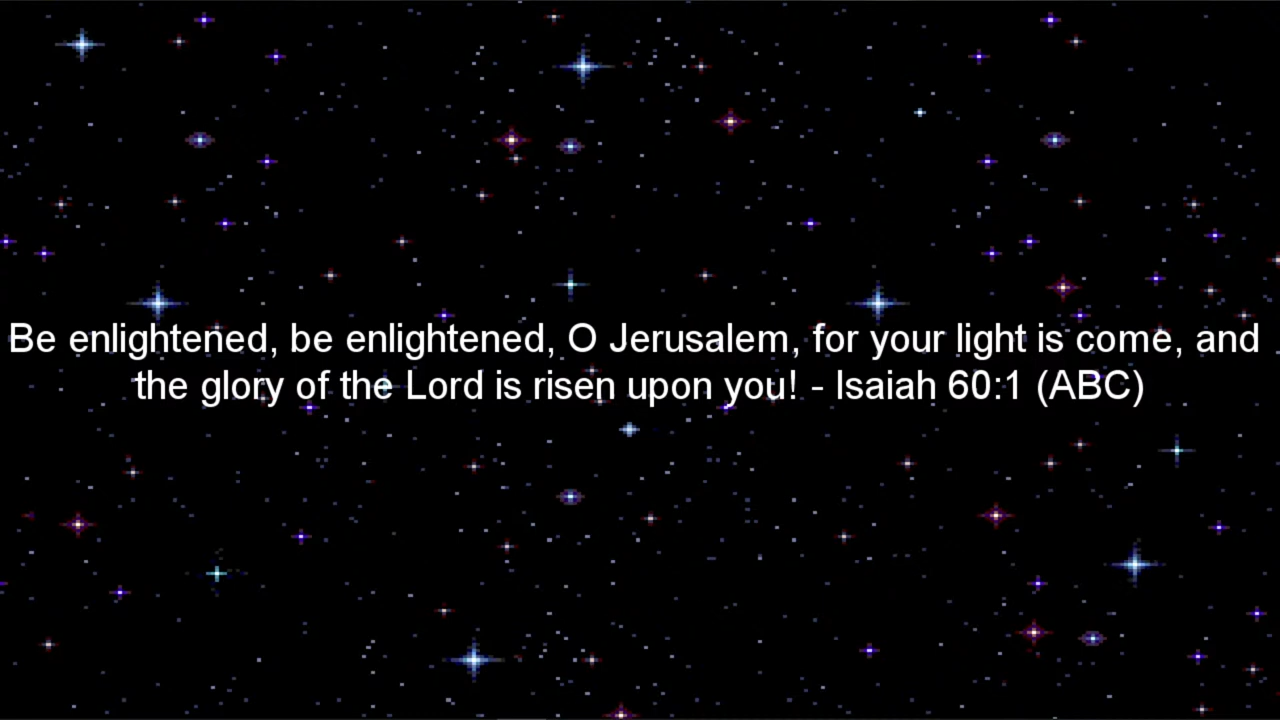 Be enlightened, be enlightened, O Jerusalem, for your light is come, and
the glory of the Lord is risen upon you! - Isaiah 60:1 (ABC)